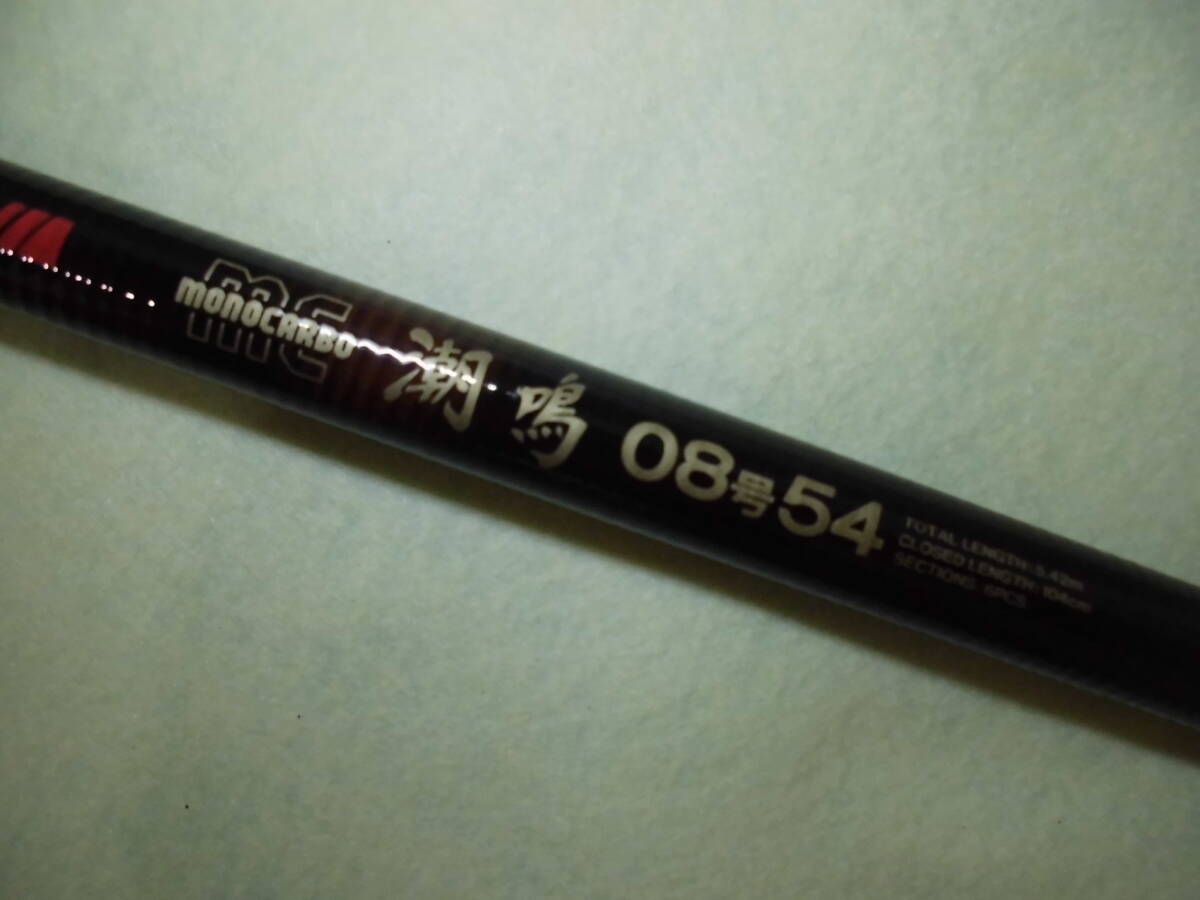 MC
MONOCARBO
潮鳴 08号54
TOTAL LENGTH: 5.42m
CLOSED LENGTH: 104cm
SECTIONS: 6PCS